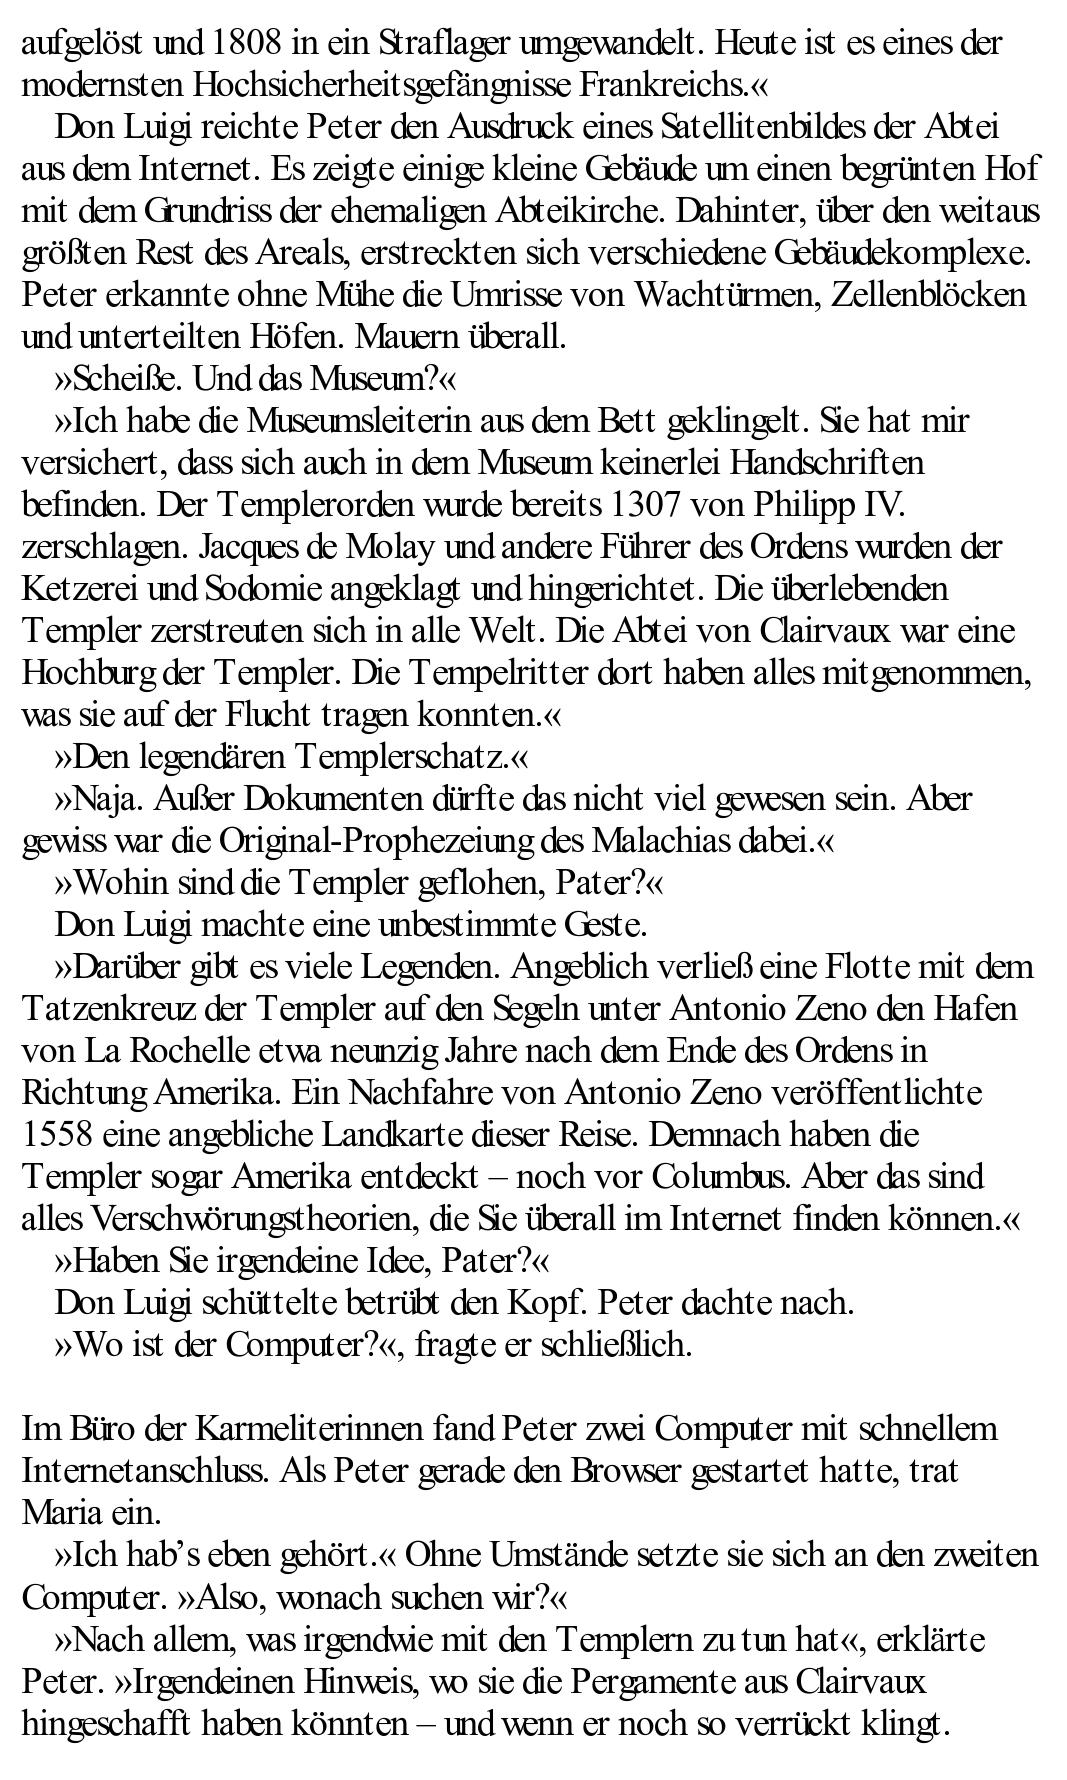 aufgelöst und 1808 in ein Straflager umgewandelt. Heute ist es eines der
modernsten Hochsicherheitsgefängnisse Frankreichs.«
Don Luigi reichte Peter den Ausdruck eines Satellitenbildes der Abtei
aus dem Internet. Es zeigte einige kleine Gebäude um einen begrünten Hof
mit dem Grundriss der ehemaligen Abteikirche. Dahinter, über den weitaus
größten Rest des Areals, erstreckten sich verschiedene Gebäudekomplexe.
Peter erkannte ohne Mühe die Umrisse von Wachtürmen, Zellenblöcken
und unterteilten Höfen. Mauern überall.
»Scheiße. Und das Museum?«
»Ich habe die Museumsleiterin aus dem Bett geklingelt. Sie hat mir
versichert, dass sich auch in dem Museum keinerlei Handschriften
befinden. Der Templerorden wurde bereits 1307 von Philipp IV.
zerschlagen. Jacques de Molay und andere Führer des Ordens wurden der
Ketzerei und Sodomie angeklagt und hingerichtet. Die überlebenden
Templer zerstreuten sich in alle Welt. Die Abtei von Clairvaux war eine
Hochburg der Templer. Die Tempelritter dort haben alles mitgenommen,
was sie auf der Flucht tragen konnten.«
»Den legendären Templerschatz.«
»Naja. Außer Dokumenten dürfte das nicht viel gewesen sein. Aber
gewiss war die Original-Prophezeiung des Malachias dabei.«
»Wohin sind die Templer geflohen, Pater?«
Don Luigi machte eine unbestimmte Geste.
»Darüber gibt es viele Legenden. Angeblich verließ eine Flotte mit dem
Tatzenkreuz der Templer auf den Segeln unter Antonio Zeno den Hafen
von La Rochelle etwa neunzig Jahre nach dem Ende des Ordens in
Richtung Amerika. Ein Nachfahre von Antonio Zeno veröffentlichte
1558 eine angebliche Landkarte dieser Reise. Demnach haben die
Templer sogar Amerika entdeckt – noch vor Columbus. Aber das sind
alles Verschwörungstheorien, die Sie überall im Internet finden können.«
»Haben Sie irgendeine Idee, Pater?«
Don Luigi schüttelte betrübt den Kopf. Peter dachte nach.
»Wo ist der Computer?«, fragte er schließlich.
Im Büro der Karmeliterinnen fand Peter zwei Computer mit schnellem
Internetanschluss. Als Peter gerade den Browser gestartet hatte, trat
Maria ein.
»Ich hab’s eben gehört.« Ohne Umstände setzte sie sich an den zweiten
Computer. »Also, wonach suchen wir?«
»Nach allem, was irgendwie mit den Templern zu tun hat«, erklärte
Peter. »Irgendeinen Hinweis, wo sie die Pergamente aus Clairvaux
hingeschafft haben könnten – und wenn er noch so verrückt klingt.